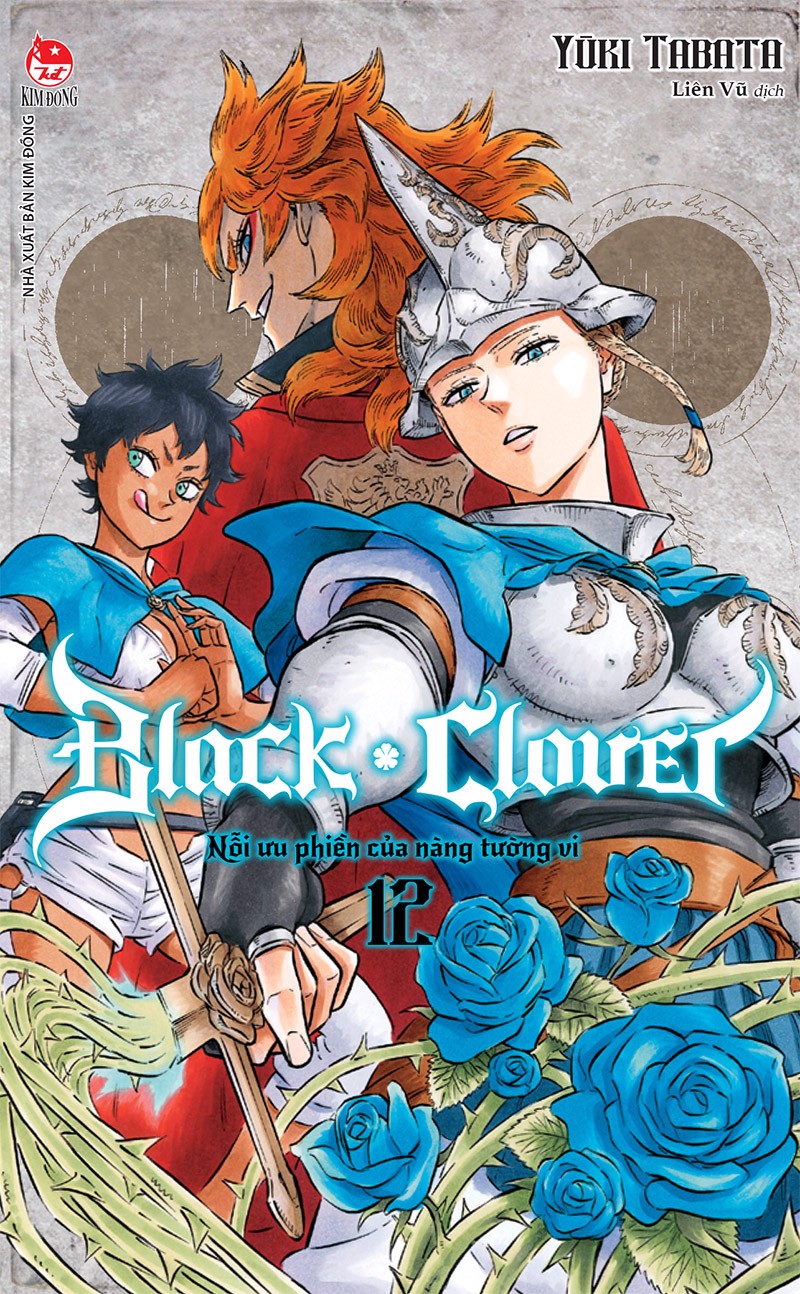 YŪKI TABATA
Liên Vũ dịch
két
KIM ĐỒNG
NHÀ XUẤT BẢN KIM ĐỒNG
Black Clover
Nỗi ưu phiền của nàng tường vi
12